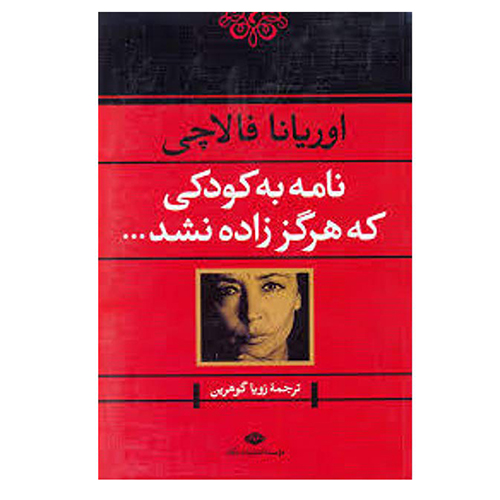 اوریانا فالاچی
نامه به کودکی
که هرگز زاده نشد...
ترجمهٔ زویا گوهرین